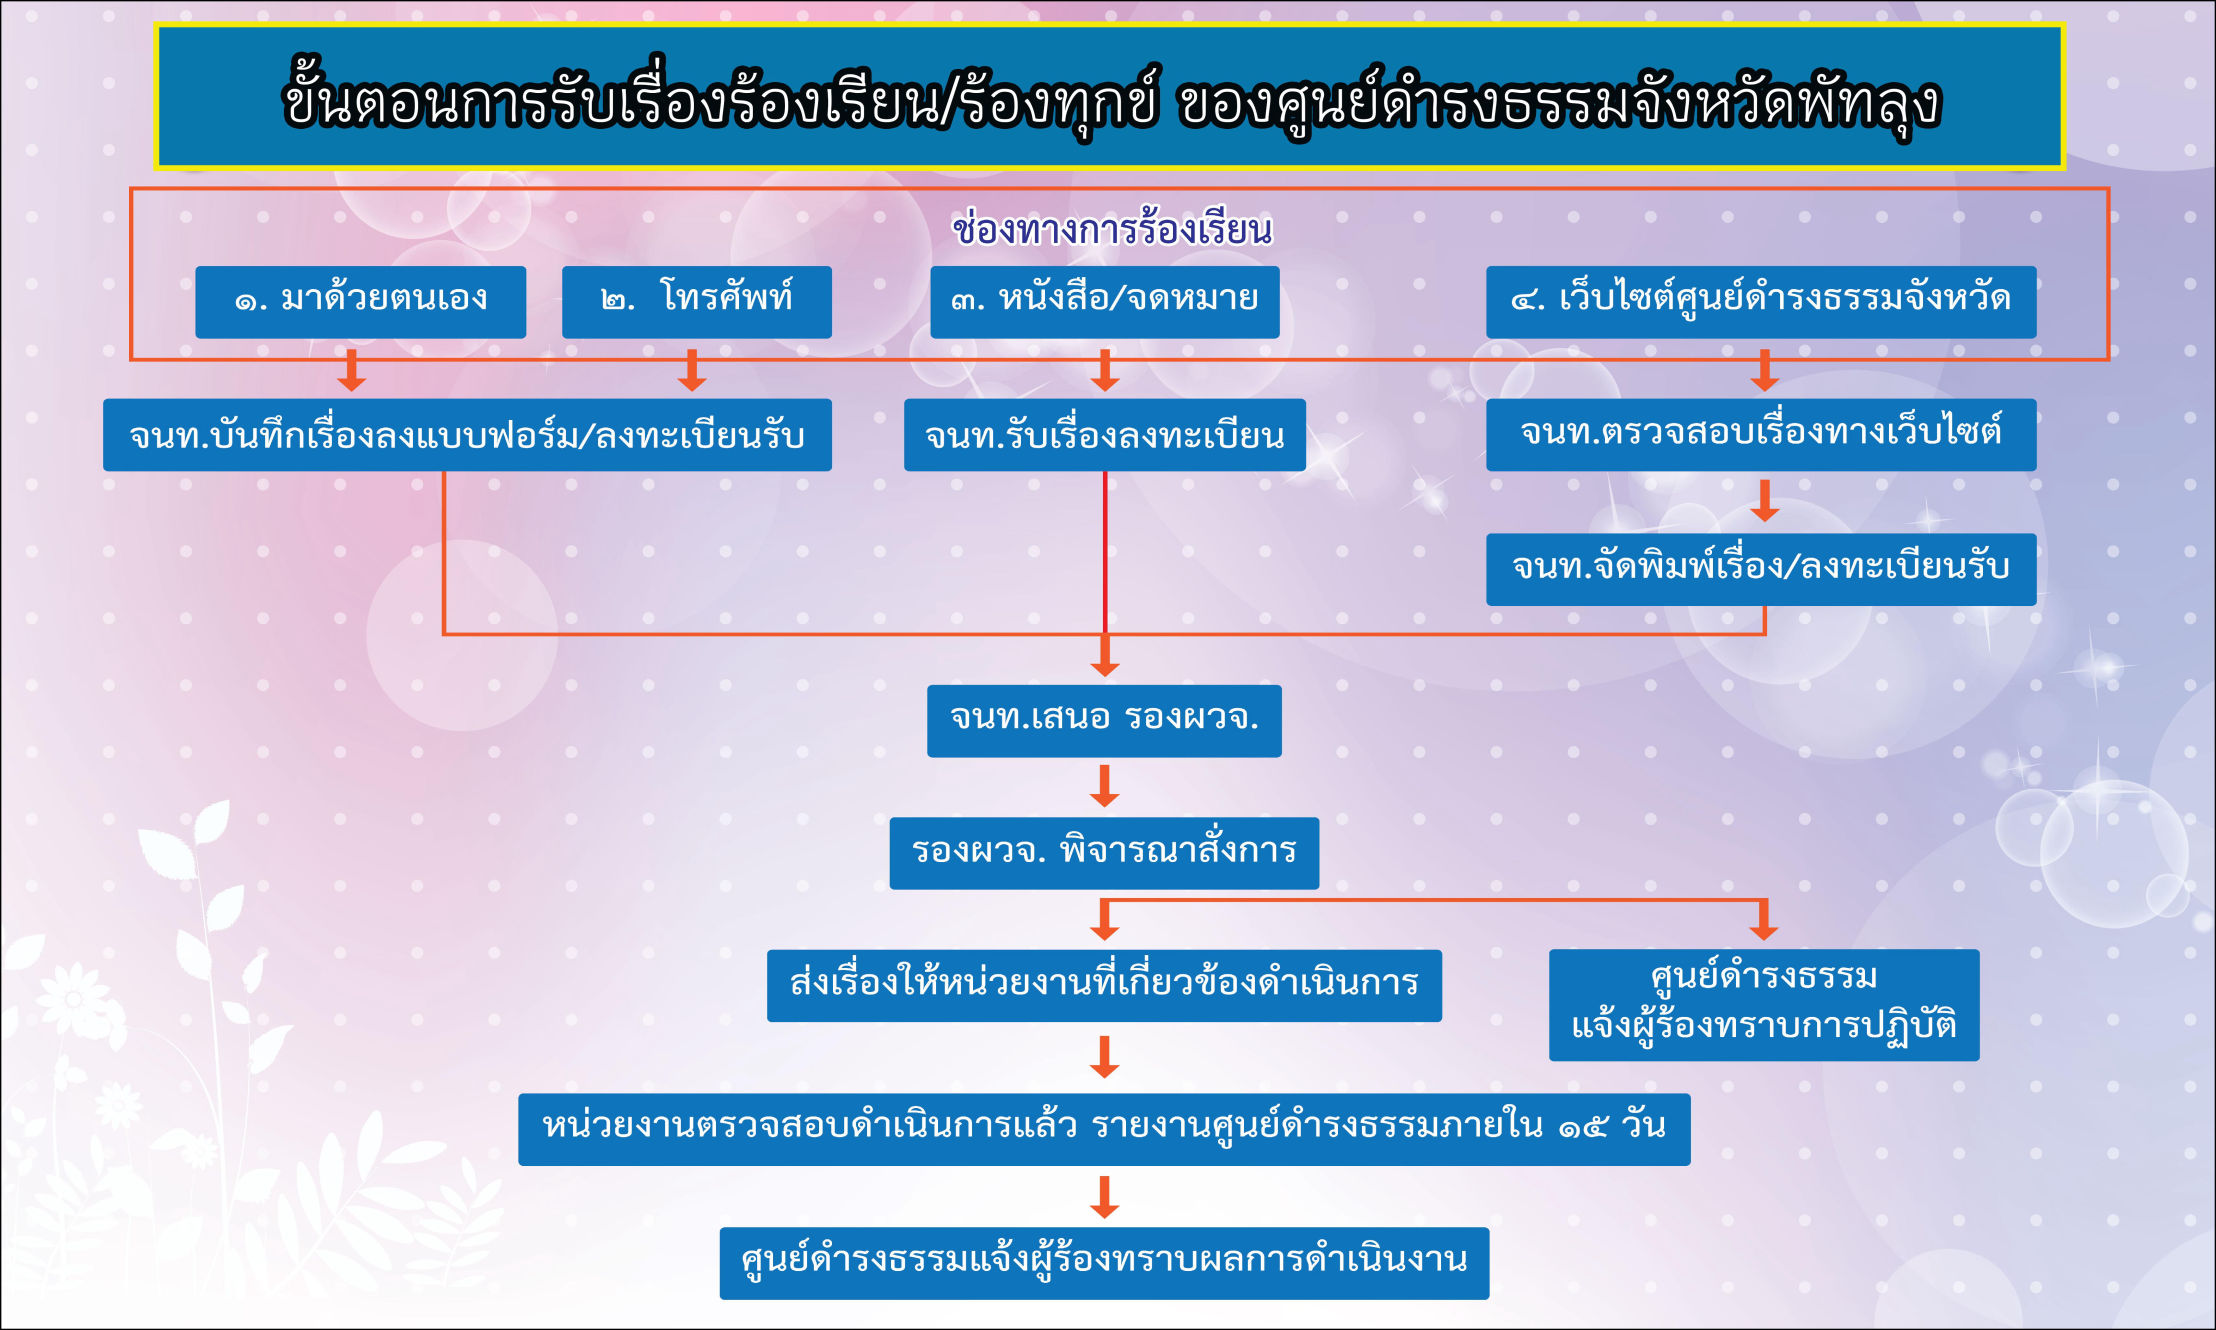 ขั้นตอนการรับเรื่องร้องเรียน/ร้องทุกข์ ของศูนย์ดำรงธรรมจังหวัดพัทลุง
ช่องทางการร้องเรียน
๑. มาด้วยตนเอง
๒. โทรศัพท์
๓. หนังสือ/จดหมาย
๔. เว็บไซต์ศูนย์ดำรงธรรมจังหวัด
จนท.บันทึกเรื่องลงแบบฟอร์ม/ลงทะเบียนรับ
จนท.รับเรื่องลงทะเบียน
จนท.ตรวจสอบเรื่องทางเว็บไซต์
จนท.จัดพิมพ์เรื่อง/ลงทะเบียนรับ
จนท.เสนอ รองผวจ.
รองผวจ. พิจารณาสั่งการ
ส่งเรื่องให้หน่วยงานที่เกี่ยวข้องดำเนินการ
ศูนย์ดำรงธรรม
แจ้งผู้ร้องทราบการปฏิบัติ
หน่วยงานตรวจสอบดำเนินการแล้ว รายงานศูนย์ดำรงธรรมภายใน ๑๕ วัน
ศูนย์ดำรงธรรมแจ้งผู้ร้องทราบผลการดำเนินงาน